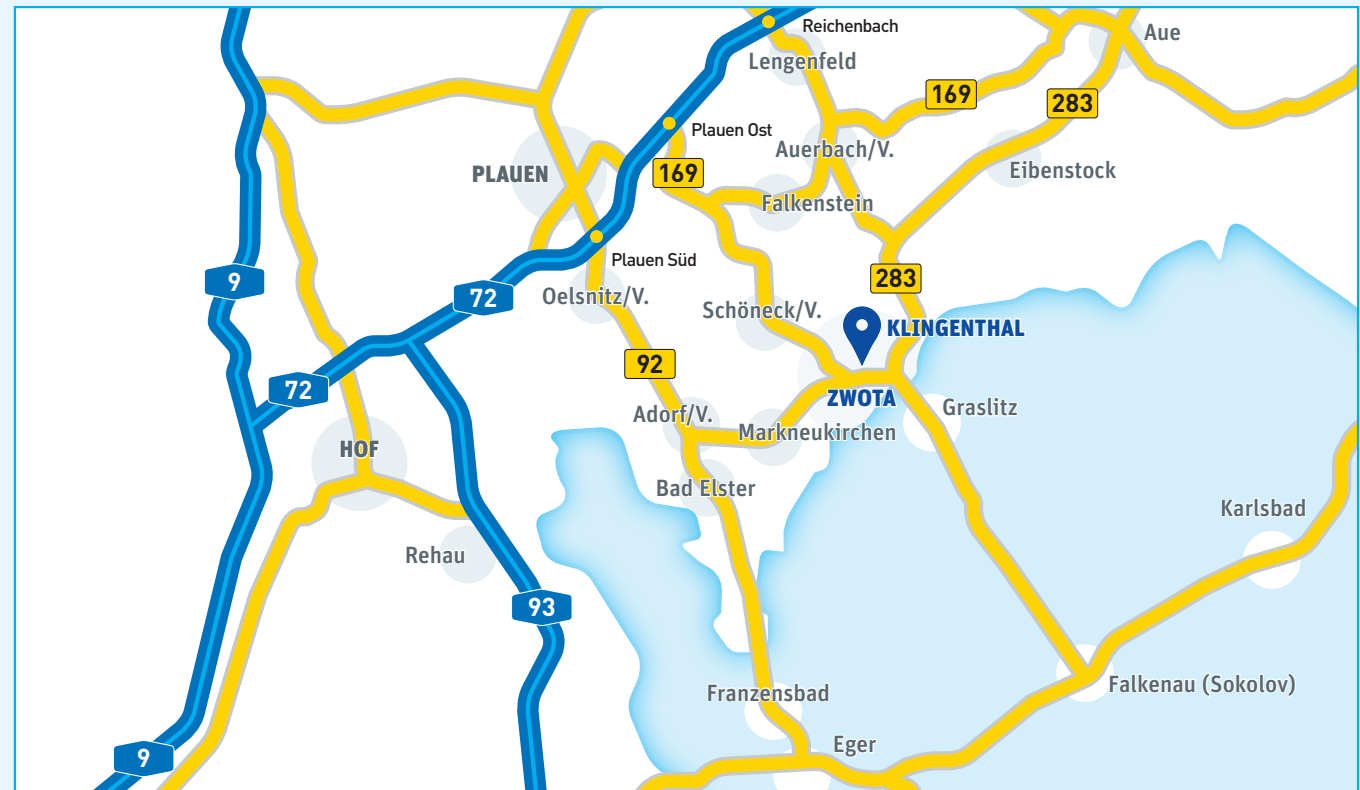 Reichenbach
Aue
Lengenfeld
169
283
Plauen Ost
Auerbach/V.
PLAUEN
169
Eibenstock
Falkenstein
Plauen Süd
9
283
72
Oelsnitz/V.
Schöneck/V.
KLINGENTHAL
92
72
ZWOTA
Graslitz
Adorf/V.
Markneukirchen
HOF
Bad Elster
Karlsbad
Rehau
93
Falkenau (Sokolov)
Franzensbad
Eger
9